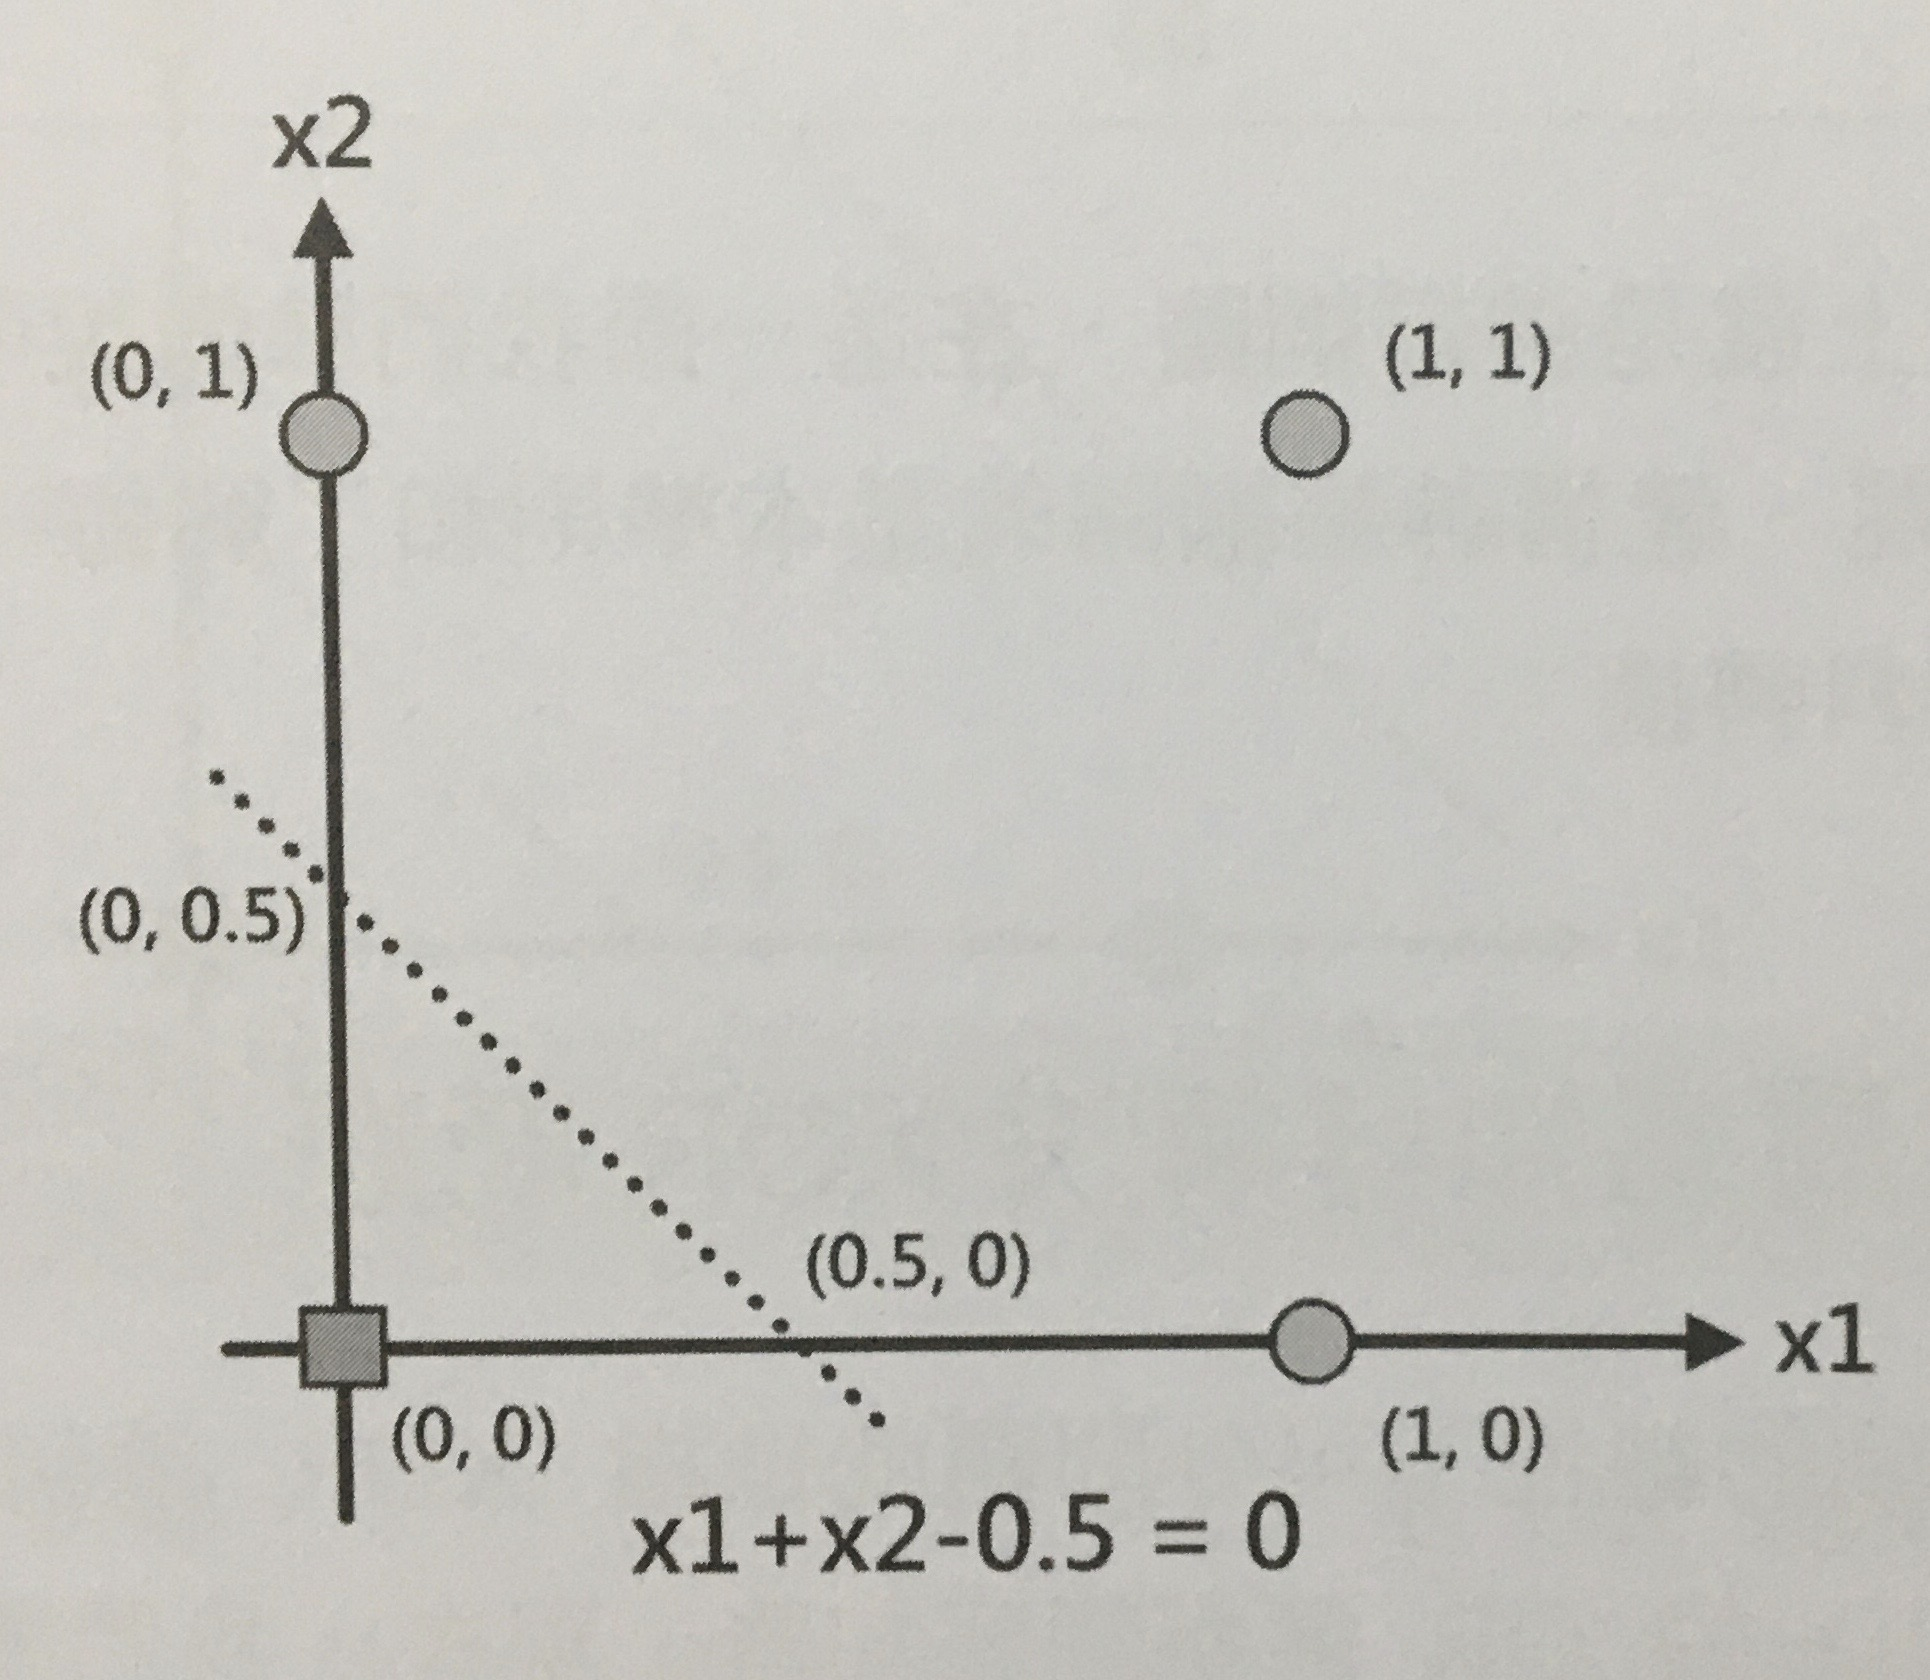 x2
(0, 1)
(1, 1)
(0, 0.5)
(0.5, 0)
x1
(0, 0)
(1, 0)
x1+x2-0.5 = 0